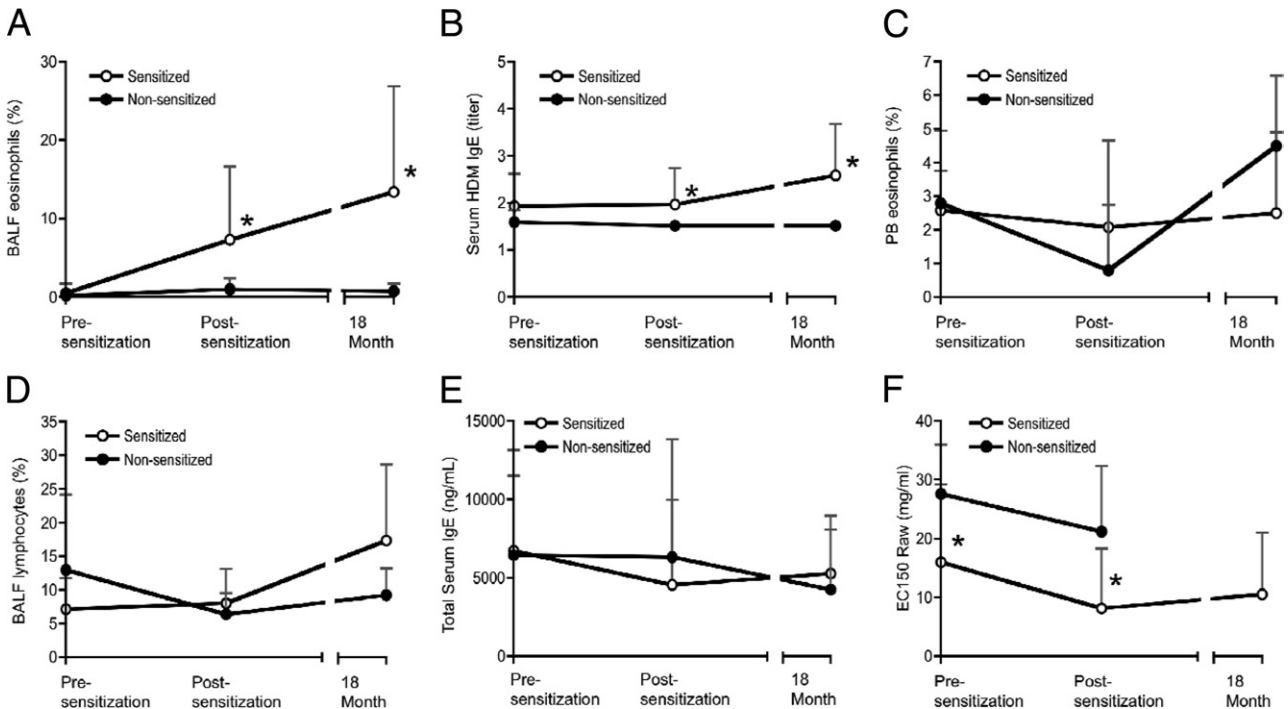 A
BALF eosinophils (%)
30
20
10
0
Sensitized
Non-sensitized
*
*
Pre-
sensitization
Post-
sensitization
18
Month
B
Serum HDM IgE (titer)
5
4
3
2
1
0
Sensitized
Non-sensitized
*
*
Pre-
sensitization
Post-
sensitization
18
Month
C
PB eosinophils (%)
7
6
5
4
3
2
1
0
Sensitized
Non-sensitized
Pre-
sensitization
Post-
sensitization
18
Month
D
BALF lymphocytes (%)
35
30
25
20
15
10
5
0
Sensitized
Non-sensitized
Pre-
sensitization
Post-
sensitization
18
Month
E
Total Serum IgE (ng/mL)
15000
10000
5000
0
Sensitized
Non-sensitized
Pre-
sensitization
Post-
sensitization
18
Month
F
EC150 Raw (mg/ml)
40
30
20
10
0
Sensitized
Non-sensitized
*
*
Pre-
sensitization
Post-
sensitization
18
Month